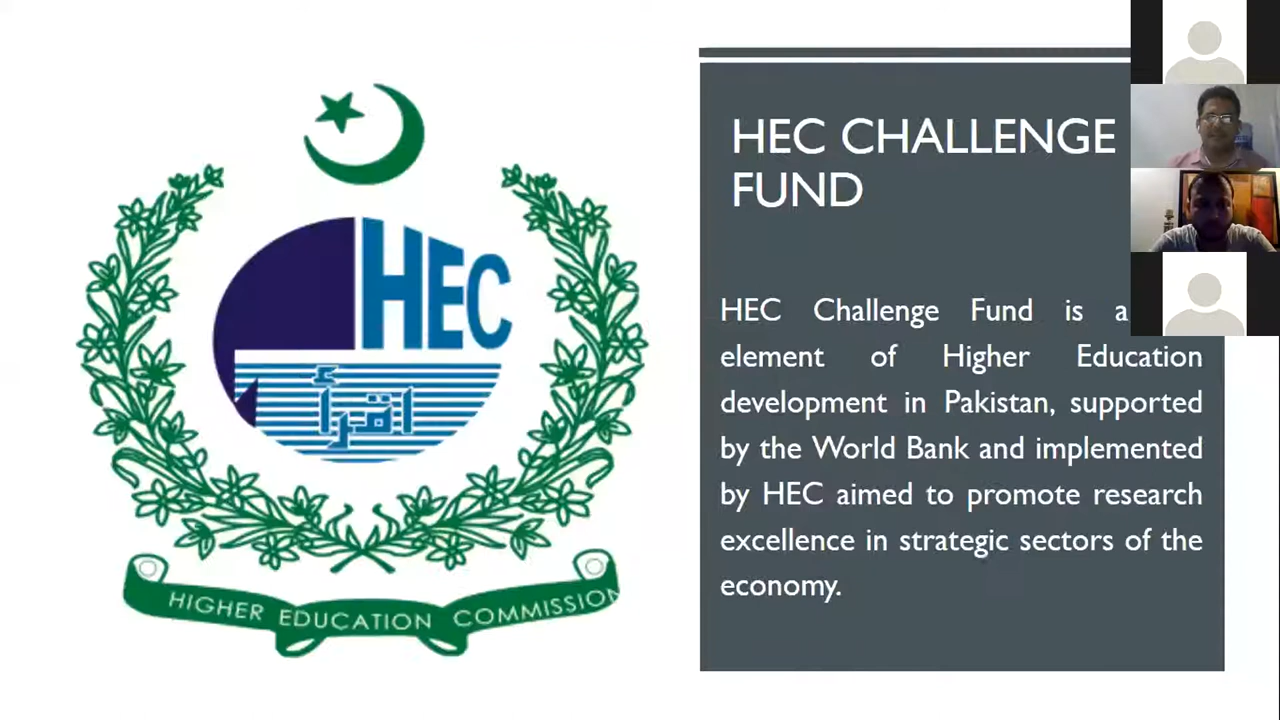 HEC
اقرأ
HIGHER EDUCATION COMMISSION
HEC CHALLENGE
FUND
HEC Challenge Fund is a
element of Higher Education
development in Pakistan, supported
by the World Bank and implemented
by HEC aimed to promote research
excellence in strategic sectors of the
economy.